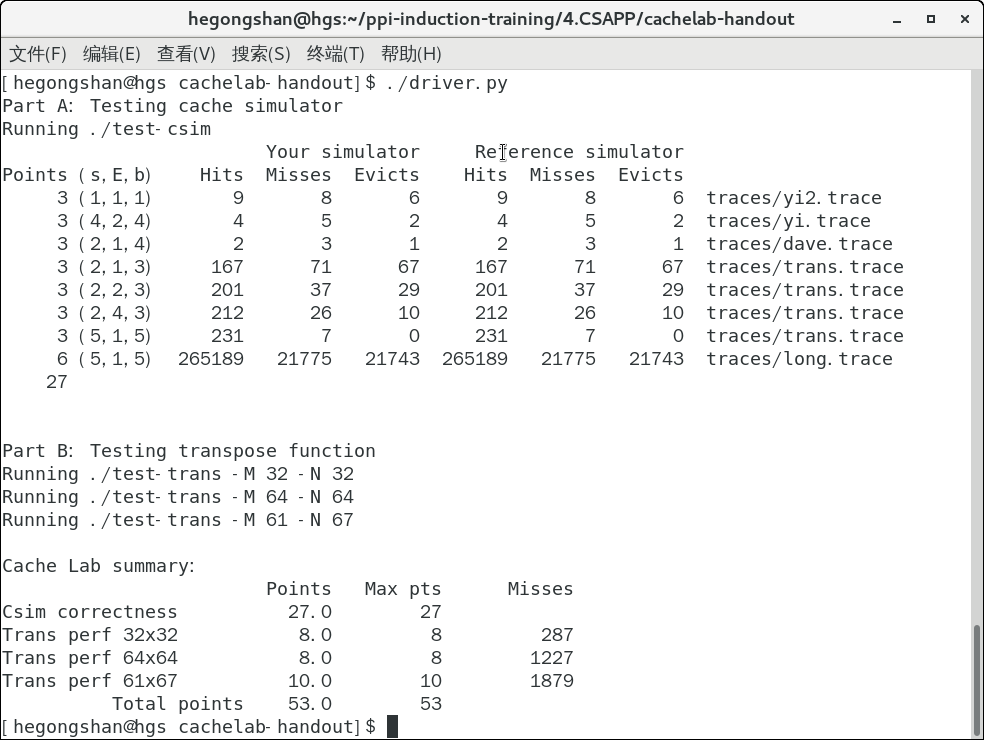 hegongshan@hgs:~/ppi-induction-training/4.CSAPP/cachelab-handout
文件(F) 编辑(E) 查看(V) 搜索(S) 终端(T) 帮助(H)
[hegongshan@hgs cachelab-handout]$ ./driver.py
Part A: Testing cache simulator
Running ./test-csim
                        Your simulator     Reference simulator
Points (s,E,b)    Hits  Misses  Evicts    Hits  Misses  Evicts
     3 (1,1,1)       9       8       6       9       8       6  traces/yi2.trace
     3 (4,2,4)       4       5       2       4       5       2  traces/yi.trace
     3 (2,1,4)       2       3       1       2       3       1  traces/dave.trace
     3 (2,1,3)     167      71      67     167      71      67  traces/trans.trace
     3 (2,2,3)     201      37      29     201      37      29  traces/trans.trace
     3 (2,4,3)     212      26      10     212      26      10  traces/trans.trace
     3 (5,1,5)     231       7       0     231       7       0  traces/trans.trace
     6 (5,1,5)  265189   21775   21743  265189   21775   21743  traces/long.trace
    27
Part B: Testing transpose function
Running ./test-trans -M 32 -N 32
Running ./test-trans -M 64 -N 64
Running ./test-trans -M 61 -N 67
Cache Lab summary:
                        Points   Max pts      Misses
Csim correctness          27.0        27
Trans perf 32x32           8.0         8         287
Trans perf 64x64           8.0         8        1227
Trans perf 61x67          10.0        10        1879
          Total points    53.0        53
[hegongshan@hgs cachelab-handout]$